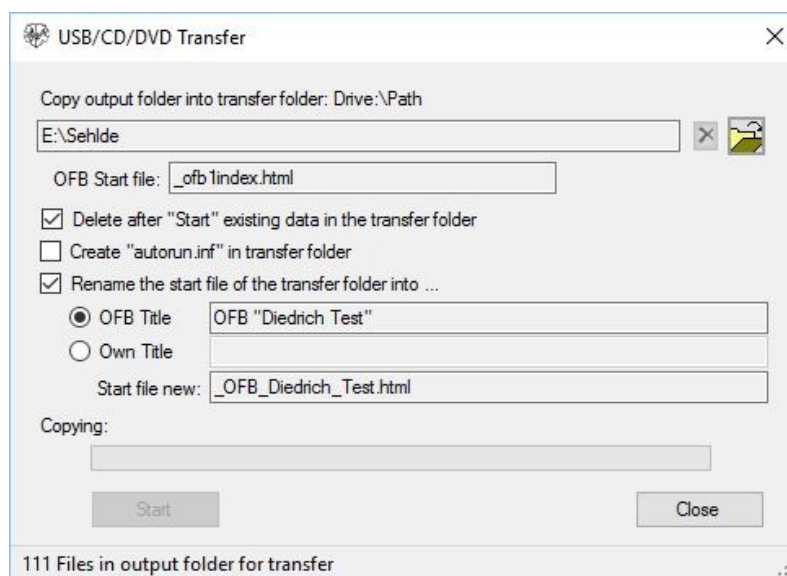 USB/CD/DVD Transfer
Copy output folder into transfer folder: Drive:\Path
E:\Sehlde
OFB Start file: _ofb1index.html
Delete after "Start" existing data in the transfer folder
Create "autorun.inf" in transfer folder
Rename the start file of the transfer folder into ...
OFB Title OFB "Diedrich Test"
Own Title
Start file new: _OFB_Diedrich_Test.html
Copying:
Start Close
111 Files in output folder for transfer